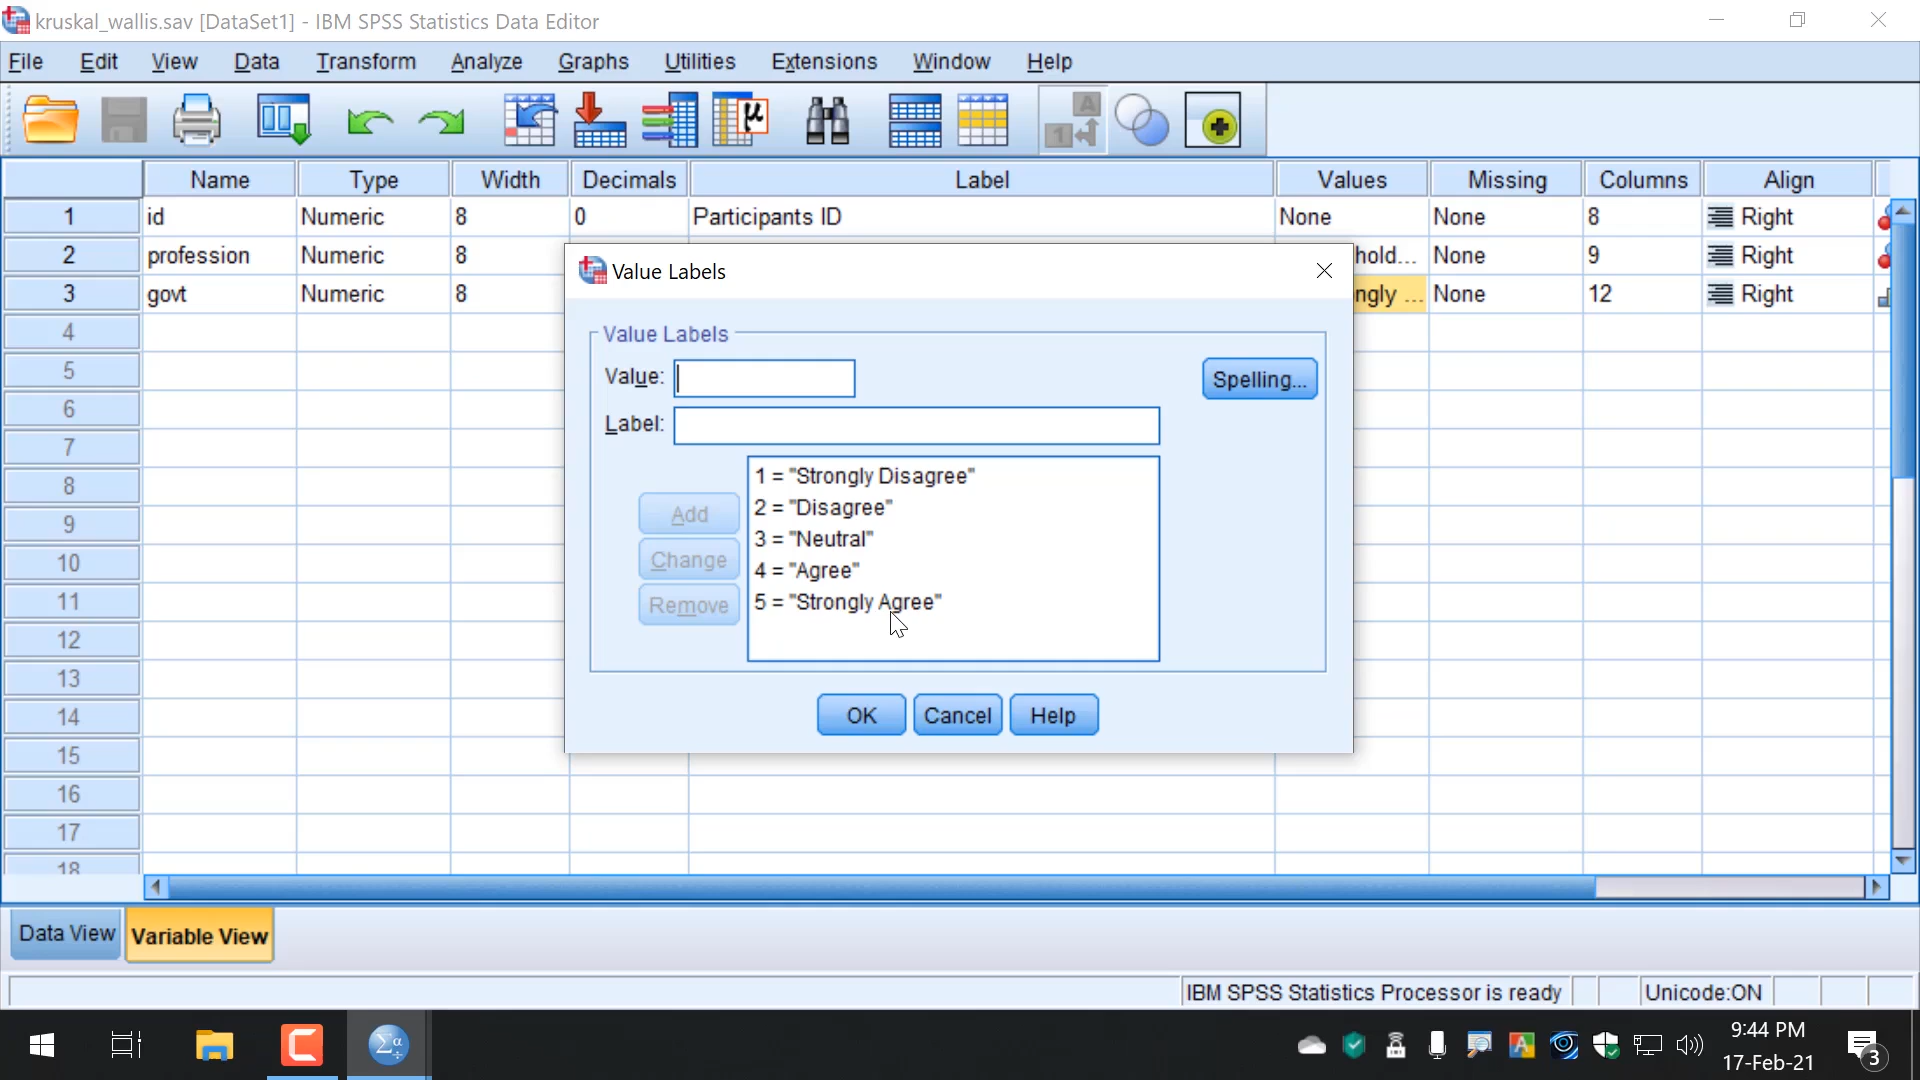 kruskal_wallis.sav [DataSet1] - IBM SPSS Statistics Data Editor
File Edit View Data Transform Analyze Graphs Utilities Extensions Window Help
Name Type Width Decimals Label Values Missing Columns Align
1 id Numeric 8 0 Participants ID None None 8 Right
2 profession Numeric 8 hold... None 9 Right
3 govt Numeric 8 ngly ... None 12 Right
4
5
6
7
8
9
10
11
12
13
14
15
16
17
18
Value Labels
Value Labels
Value:
Spelling...
Label:
1 = "Strongly Disagree"
2 = "Disagree"
3 = "Neutral"
4 = "Agree"
5 = "Strongly Agree"
Add
Change
Remove
OK Cancel Help
Data View Variable View
IBM SPSS Statistics Processor is ready Unicode:ON
9:44 PM
17-Feb-21
3